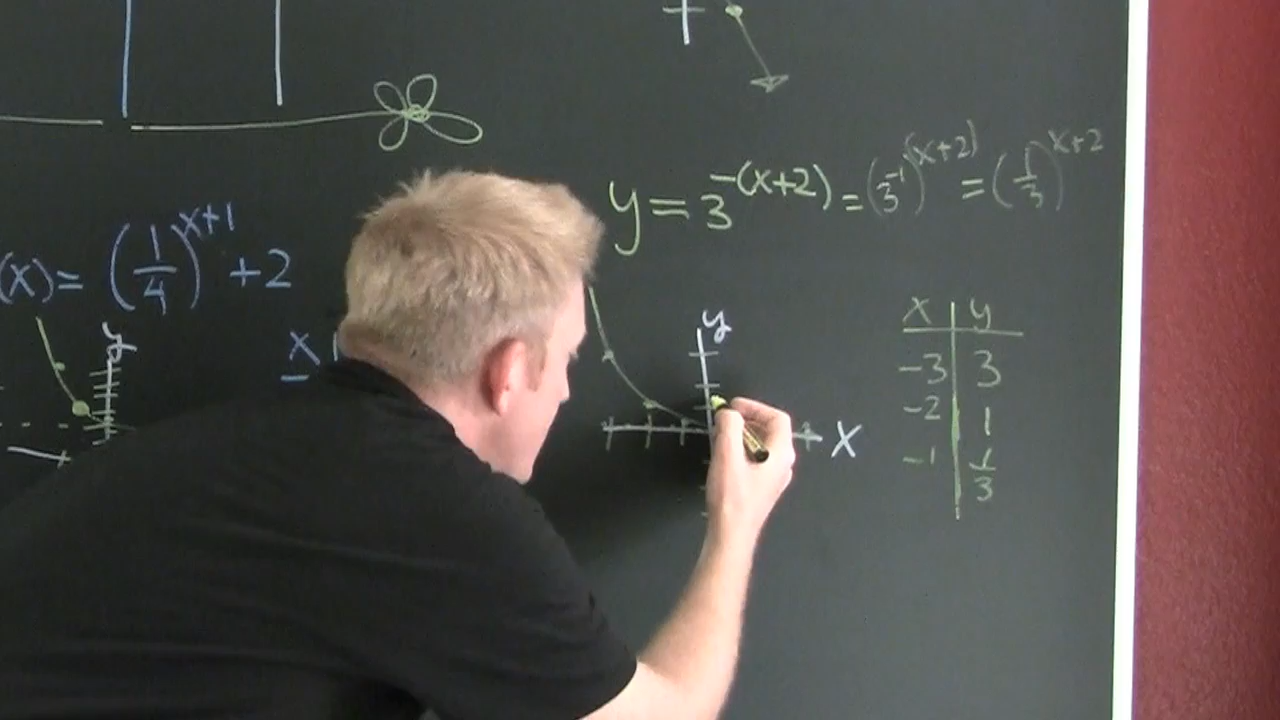 y = 3^-(x+2) = (3^-1)^(x+2) = (1/3)^x+2
(x) = (1/4)^x+1 + 2
y
x
y
x
x | y
-3 | 3
-2 | 1
-1 | 1/3